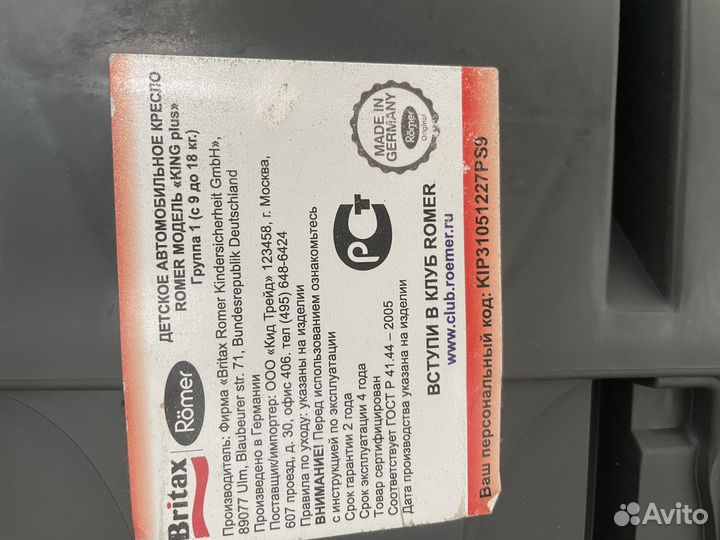 Britax
Römer
ДЕТСКОЕ АВТОМОБИЛЬНОЕ КРЕСЛО
ROMER МОДЕЛЬ «KING plus»
Группа 1 (с 9 до 18 кг.)
Производитель: Фирма «Britax Romer Kindersicherheit GmbH»,
89077 Ulm, Blaubeurer str. 71, Bundesrepublik Deutschland
Произведено в Германии
Поставщик/импортер: ООО «Кид Трейд» 123458, г. Москва,
607 проезд, д. 30, офис 406. тел (495) 648-6424
Правила по уходу: указаны на изделии
ВНИМАНИЕ! Перед использованием ознакомьтесь
с инструкцией по эксплуатации
Срок гарантии 2 года
Срок эксплуатации 4 года
Товар сертифицирован
Соответствует ГОСТ Р 41.44 – 2005
Дата производства указана на изделии
РС
MADE IN
GERMANY
Römer
Original
ВСТУПИ В КЛУБ ROMER
www.club.roemer.ru
Ваш персональный код: KIP31051227PS9
Avito